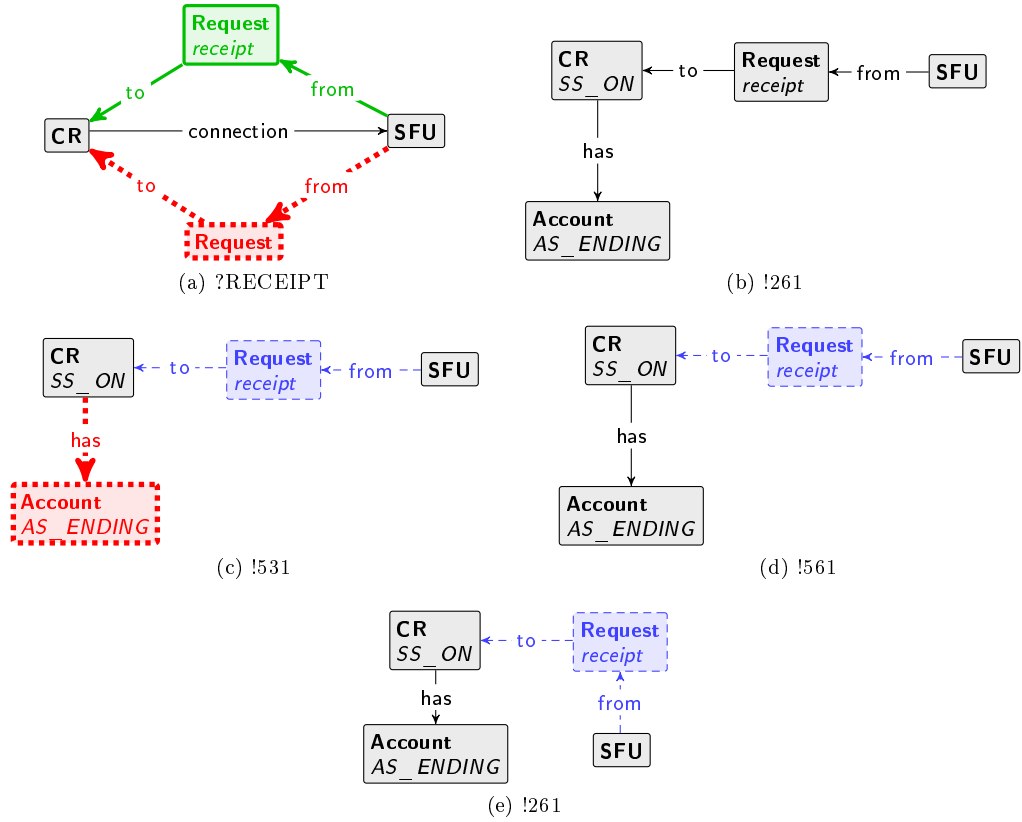 Request
receipt
to
from
CR
connection
SFU
to
from
Request
(a) ?RECEIPT
CR
SS_ON
to
Request
receipt
from
SFU
has
Account
AS_ENDING
(b) !261
CR
SS_ON
to
Request
receipt
from
SFU
has
Account
AS_ENDING
(c) !531
CR
SS_ON
to
Request
receipt
from
SFU
has
Account
AS_ENDING
(d) !561
CR
SS_ON
to
Request
receipt
has
from
Account
AS_ENDING
SFU
(e) !261